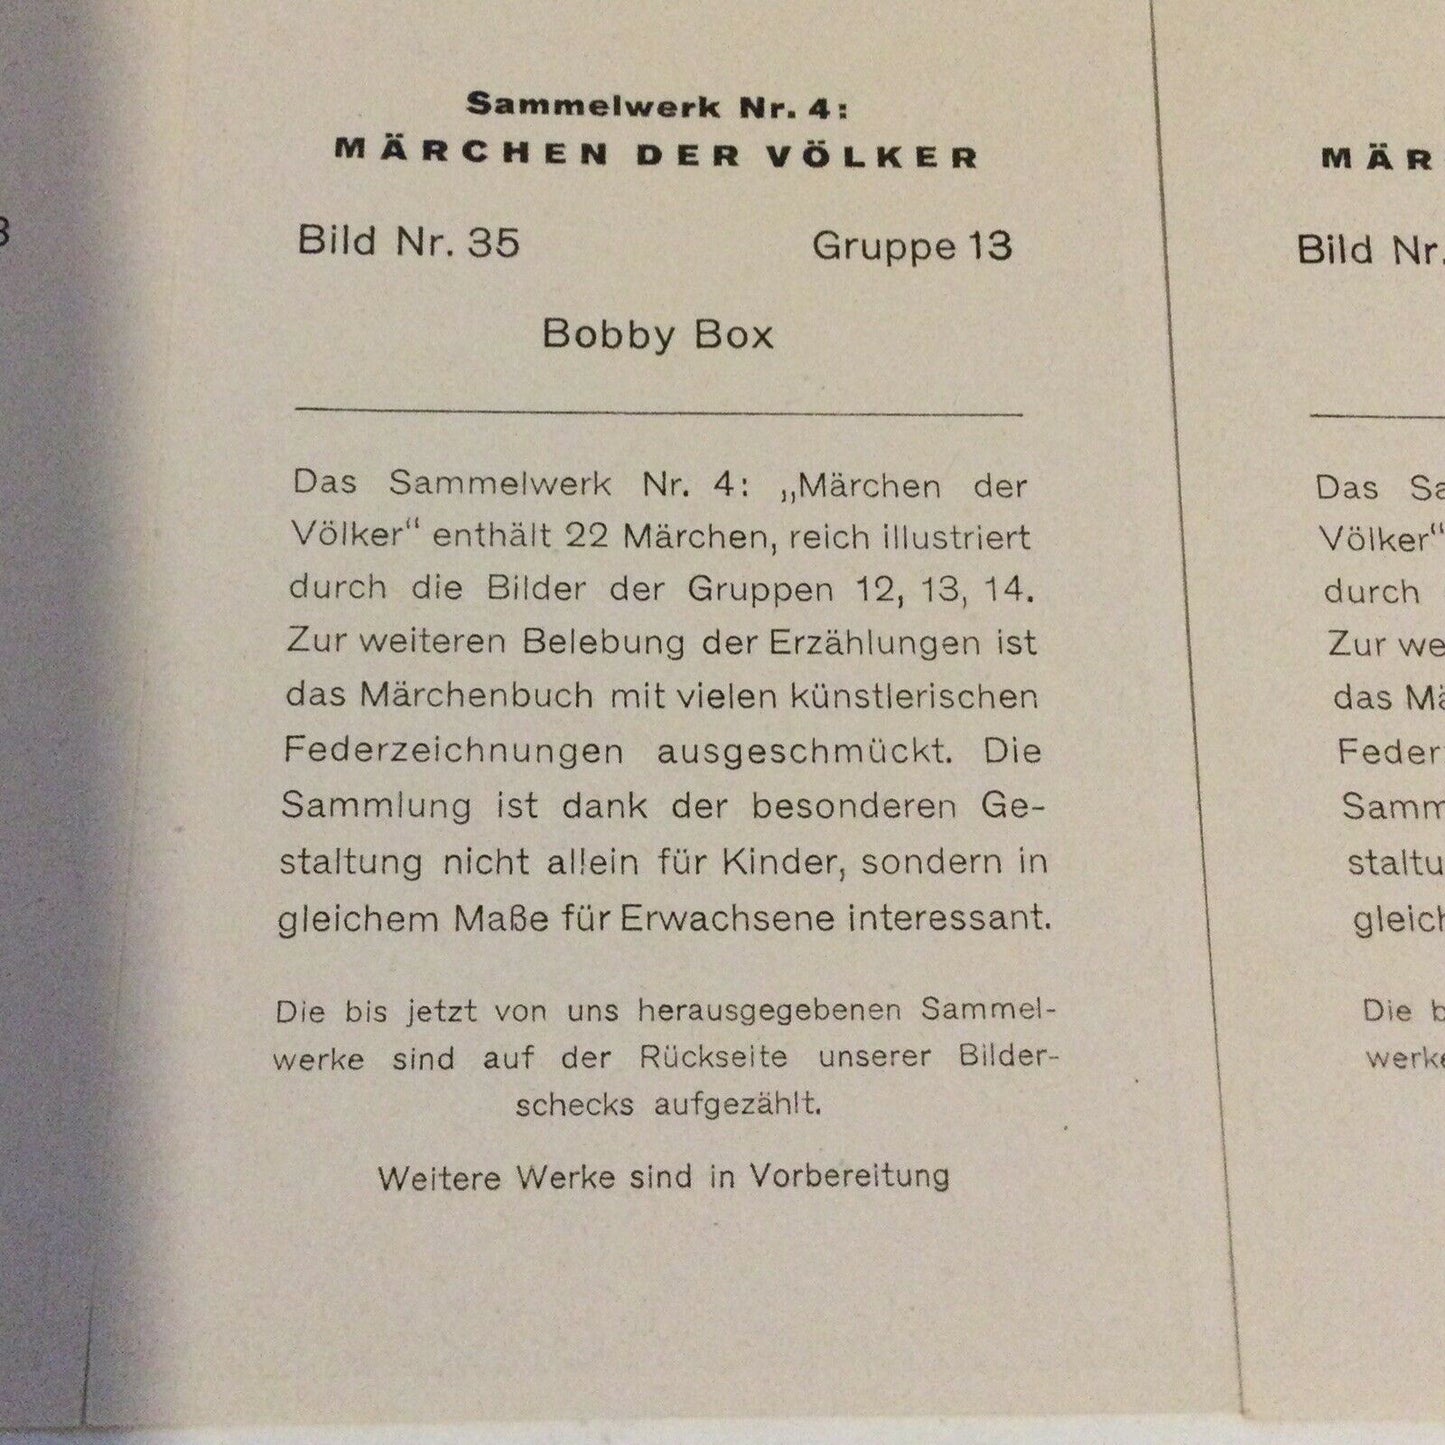 Sammelwerk Nr. 4:
MÄRCHEN DER VÖLKER
Bild Nr. 35 Gruppe 13
Bobby Box
Das Sammelwerk Nr. 4: „Märchen der
Völker“ enthält 22 Märchen, reich illustriert
durch die Bilder der Gruppen 12, 13, 14.
Zur weiteren Belebung der Erzählungen ist
das Märchenbuch mit vielen künstlerischen
Federzeichnungen ausgeschmückt. Die
Sammlung ist dank der besonderen Ge-
staltung nicht allein für Kinder, sondern in
gleichem Maße für Erwachsene interessant.
Die bis jetzt von uns herausgegebenen Sammel-
werke sind auf der Rückseite unserer Bilder-
schecks aufgezählt.
Weitere Werke sind in Vorbereitung
MÄR
Bild Nr.
Das Sa
Völker“
durch
Zur we
das Mä
Feder
Samm
staltu
gleich
Die b
werke